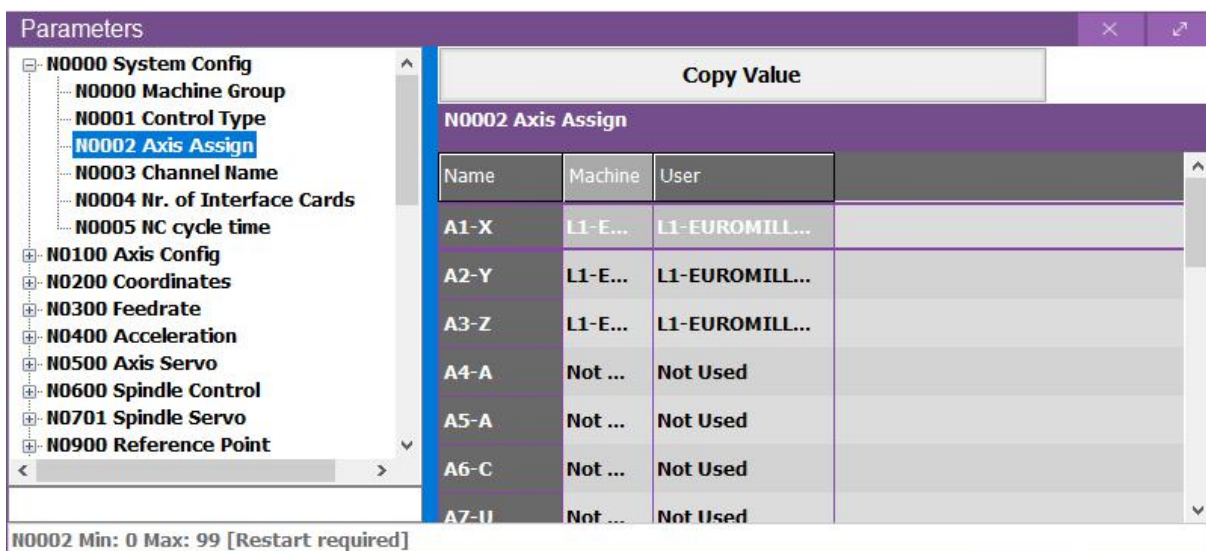 Parameters
N0000 System Config
N0000 Machine Group
N0001 Control Type
N0002 Axis Assign
N0003 Channel Name
N0004 Nr. of Interface Cards
N0005 NC cycle time
N0100 Axis Config
N0200 Coordinates
N0300 Feedrate
N0400 Acceleration
N0500 Axis Servo
N0600 Spindle Control
N0701 Spindle Servo
N0900 Reference Point
Copy Value
N0002 Axis Assign
Name Machine User
A1-X L1-E... L1-EUROMILL...
A2-Y L1-E... L1-EUROMILL...
A3-Z L1-E... L1-EUROMILL...
A4-A Not ... Not Used
A5-A Not ... Not Used
A6-C Not ... Not Used
A7-U Not ... Not Used
N0002 Min: 0 Max: 99 [Restart required]